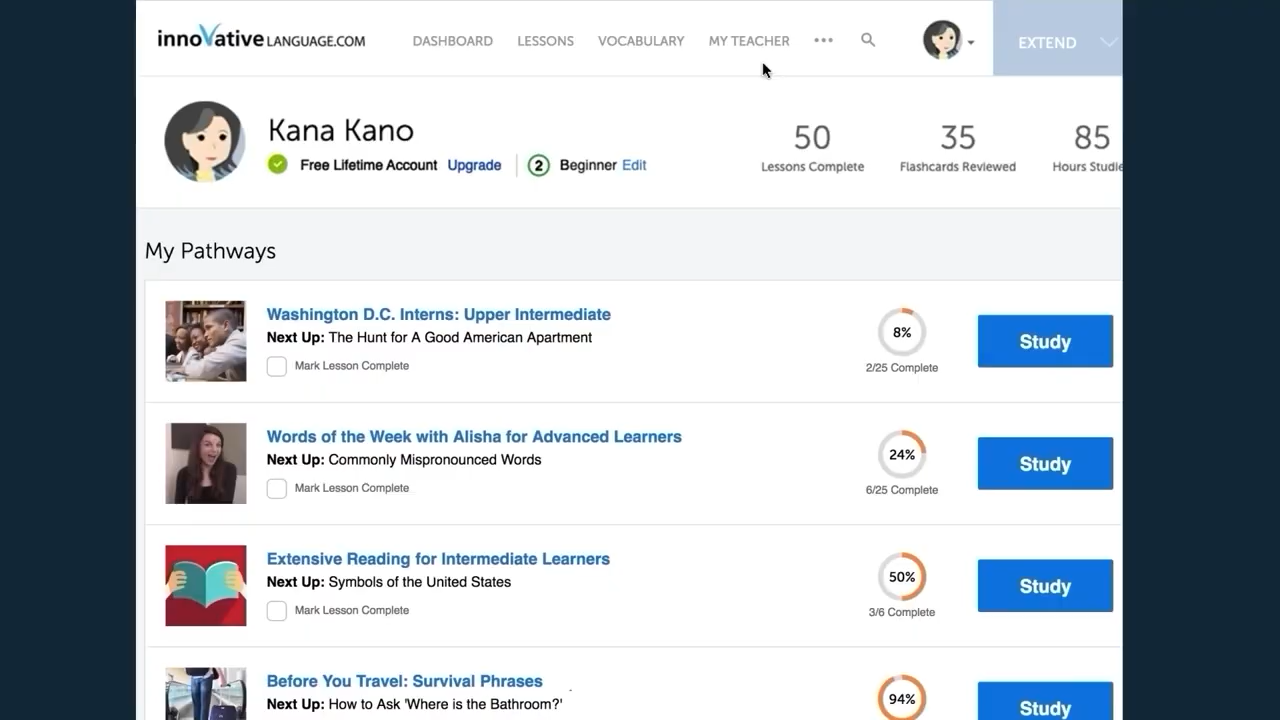 innoVative LANGUAGE.COM DASHBOARD LESSONS VOCABULARY MY TEACHER ••• EXTEND
Kana Kano
Free Lifetime Account Upgrade 2 Beginner Edit
50 35 85
Lessons Complete Flashcards Reviewed Hours Studie
My Pathways
Washington D.C. Interns: Upper Intermediate
Next Up: The Hunt for A Good American Apartment
Mark Lesson Complete
8%
2/25 Complete
Study
Words of the Week with Alisha for Advanced Learners
Next Up: Commonly Mispronounced Words
Mark Lesson Complete
24%
6/25 Complete
Study
Extensive Reading for Intermediate Learners
Next Up: Symbols of the United States
Mark Lesson Complete
50%
3/6 Complete
Study
Before You Travel: Survival Phrases
Next Up: How to Ask 'Where is the Bathroom?'
94%
Study